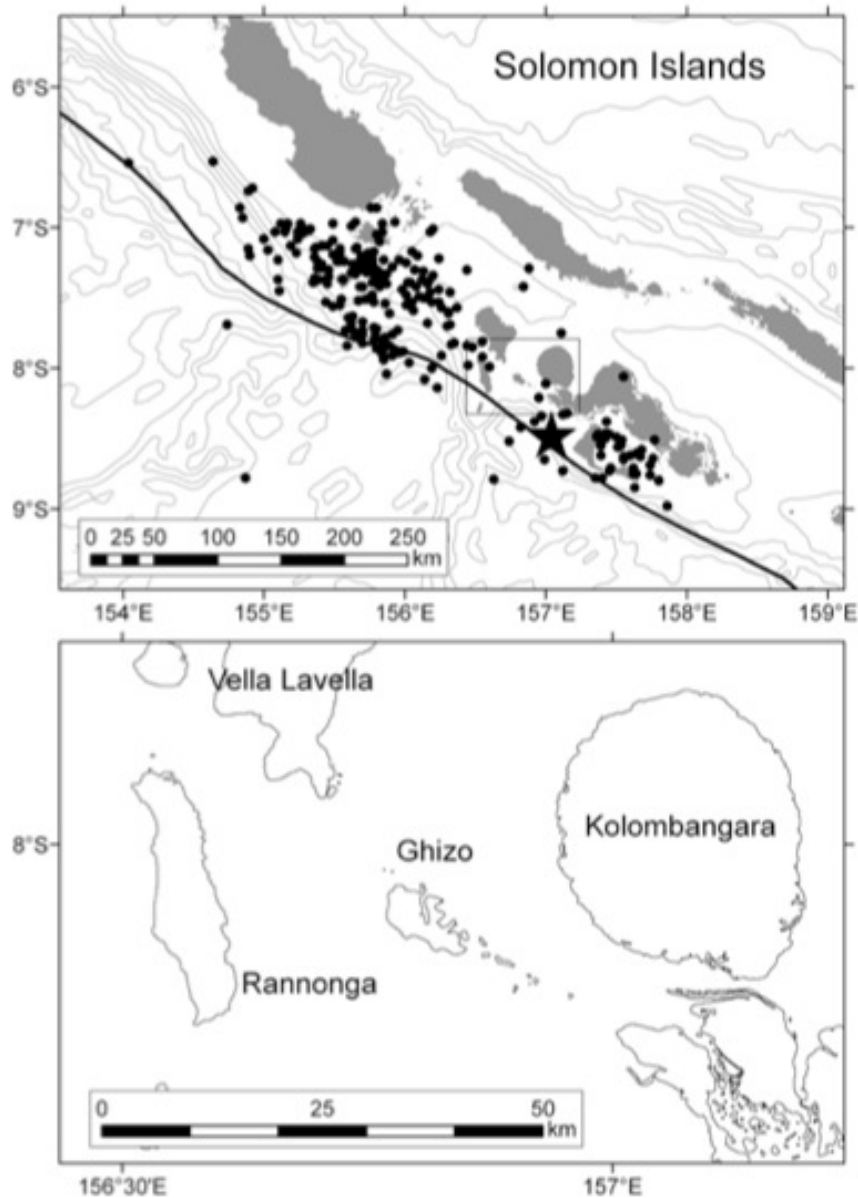 Solomon Islands
6°S
7°S
8°S
9°S
0 25 50 100 150 200 250
km
154°E 155°E 156°E 157°E 158°E 159°E
Vella Lavella
Kolombangara
8°S
Ghizo
Rannonga
0 25 50
km
156°30'E 157°E